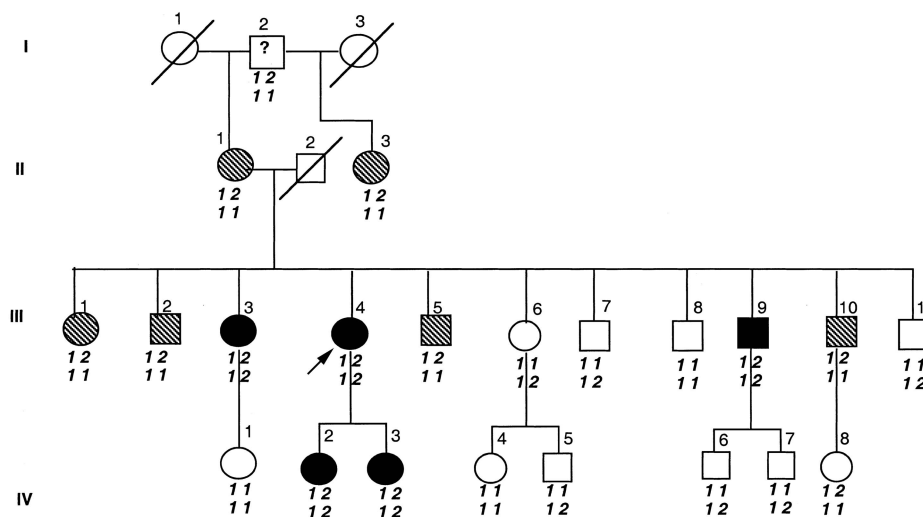 1 2 3
I
?
1 2
1 1
1 2 3
II
1 2 1 2
1 1 1 1
1 2 3 4 5 6 7 8 9 10
III
1 2 1 2 1 2 1 2 1 2 1 1 1 1 1 1 1 2 1 2 1 1
1 1 1 1 1 2 1 2 1 1 1 2 1 2 1 1 1 2 1 1 1 2
1 2 3 4 5 6 7 8
1 1 1 2 1 2 1 1 1 1 1 1 1 1 1 2
1 1 1 2 1 2 1 1 1 2 1 2 1 2 1 1
IV